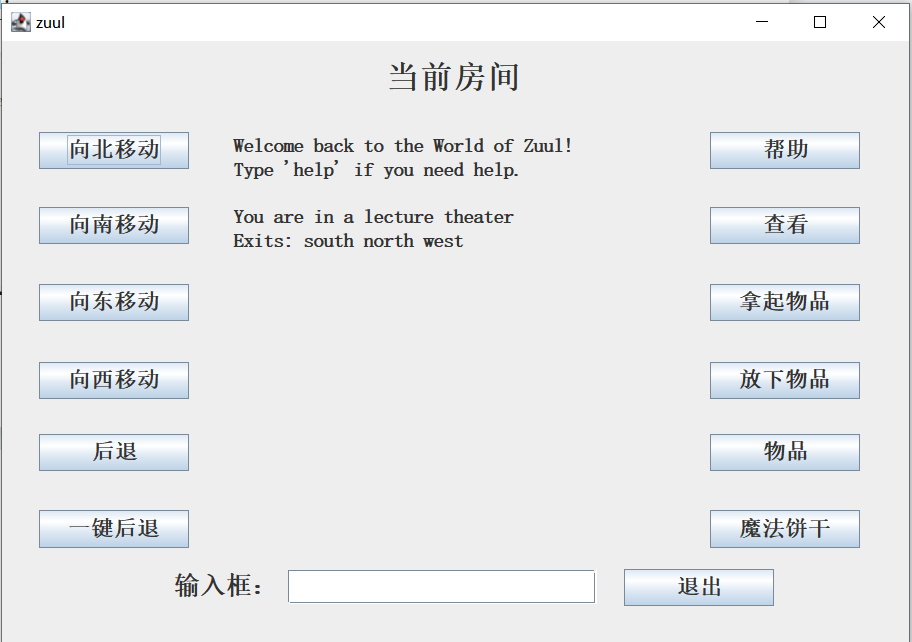 zuul
当前房间
向北移动
向南移动
向东移动
向西移动
后退
一键后退
Welcome back to the World of Zuul!
Type 'help' if you need help.
You are in a lecture theater
Exits: south north west
帮助
查看
拿起物品
放下物品
物品
魔法饼干
输入框：
退出